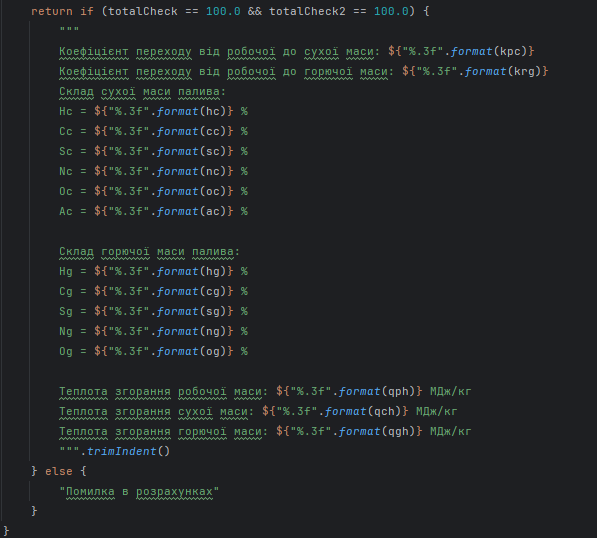 return if (totalCheck == 100.0 && totalCheck2 == 100.0) {
"""
Коефіцієнт переходу від робочої до сухої маси: ${"%.3f".format(kpc)}
Коефіцієнт переходу від робочої до горючої маси: ${"%.3f".format(krg)}
Склад сухої маси палива:
Hc = ${"%.3f".format(hc)} %
Cc = ${"%.3f".format(cc)} %
Sc = ${"%.3f".format(sc)} %
Nc = ${"%.3f".format(nc)} %
Oc = ${"%.3f".format(oc)} %
Ac = ${"%.3f".format(ac)} %
Склад горючої маси палива:
Hg = ${"%.3f".format(hg)} %
Cg = ${"%.3f".format(cg)} %
Sg = ${"%.3f".format(sg)} %
Ng = ${"%.3f".format(ng)} %
Og = ${"%.3f".format(og)} %
Теплота згорання робочої маси: ${"%.3f".format(qph)} МДж/кг
Теплота згорання сухої маси: ${"%.3f".format(qch)} МДж/кг
Теплота згорання горючої маси: ${"%.3f".format(qgh)} МДж/кг
""".trimIndent()
} else {
"Помилка в розрахунках"
}
}